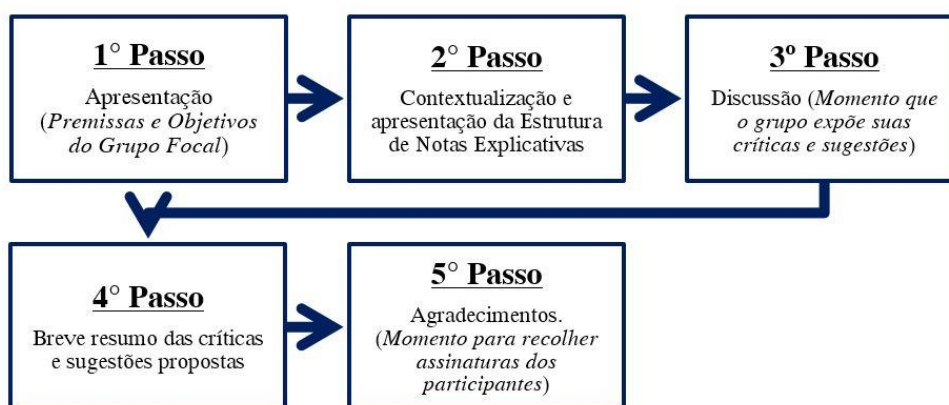 1° Passo
Apresentação
(Premissas e Objetivos
do Grupo Focal)
2° Passo
Contextualização e
apresentação da Estrutura
de Notas Explicativas
3º Passo
Discussão (Momento que
o grupo expõe suas
críticas e sugestões)
4° Passo
Breve resumo das críticas
e sugestões propostas
5° Passo
Agradecimentos.
(Momento para recolher
assinaturas dos
participantes)